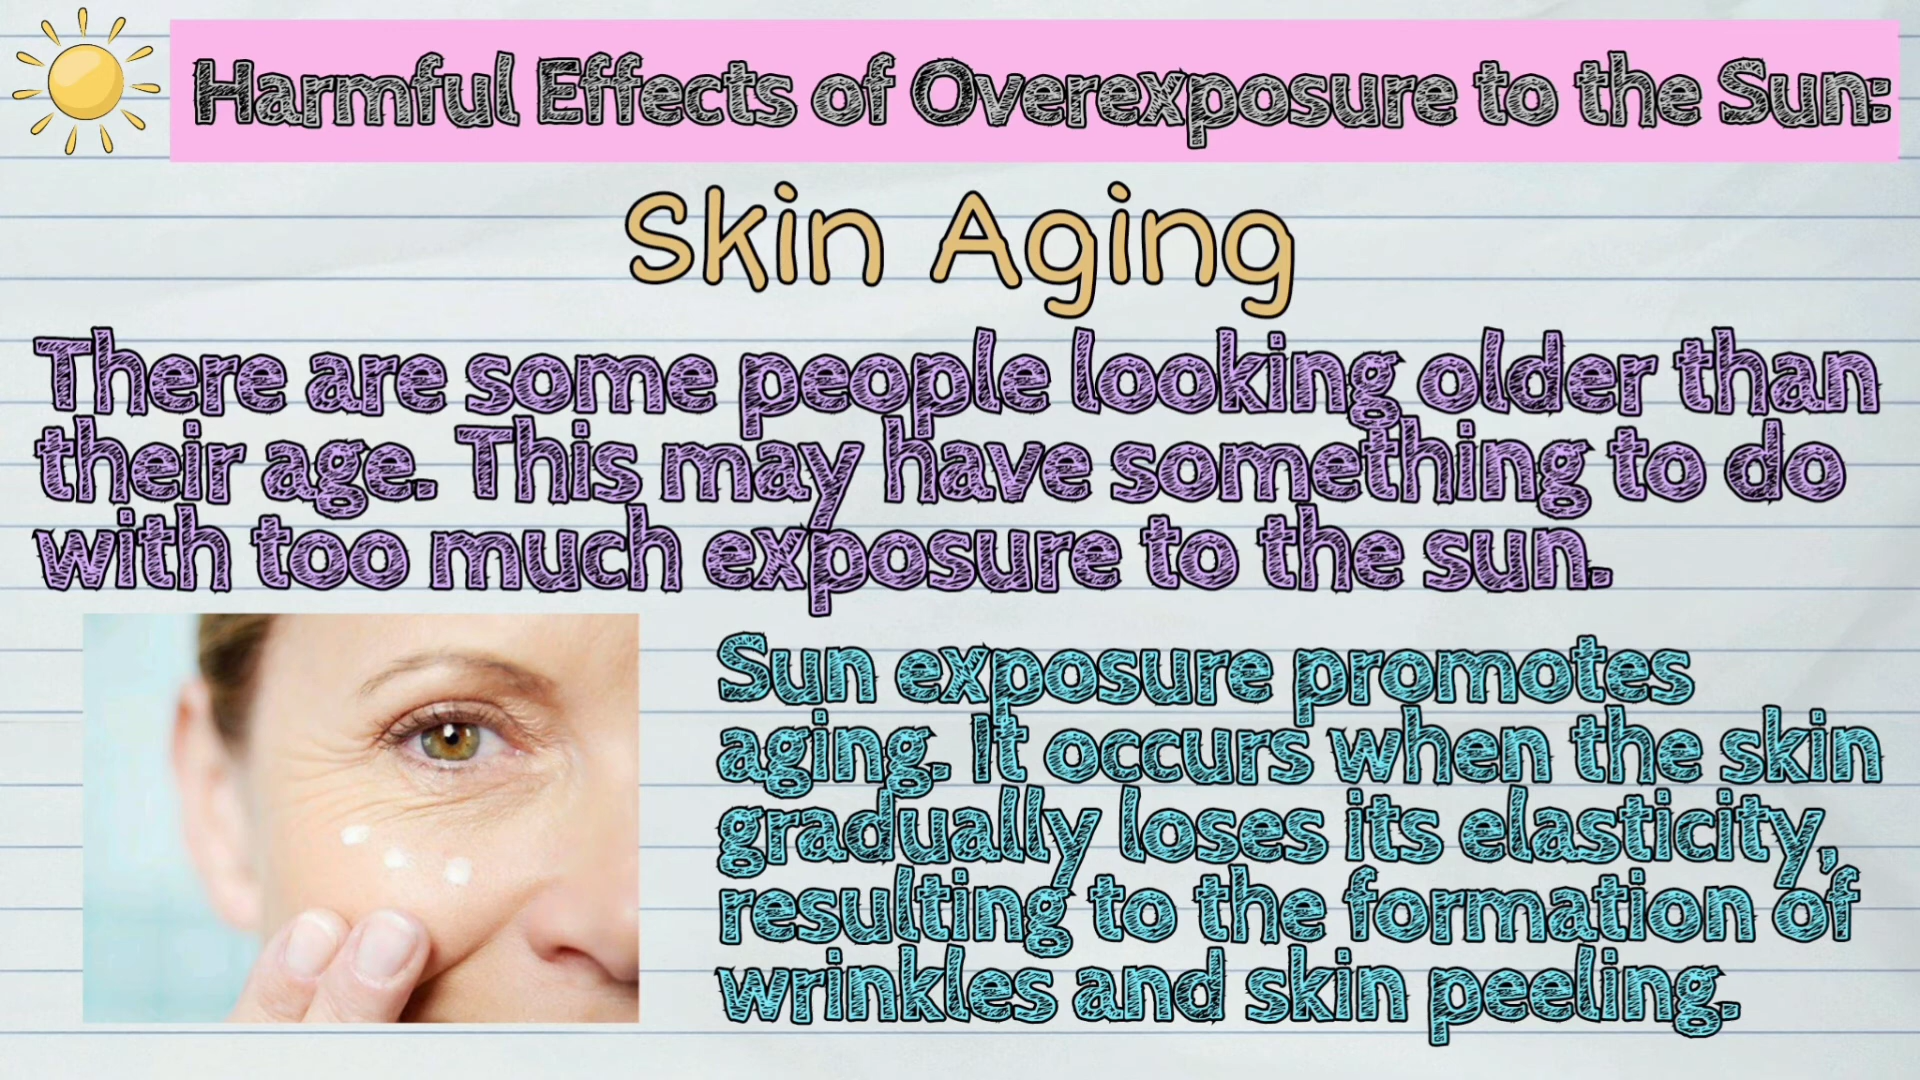 Harmful Effects of Overexposure to the Sun:
Skin Aging
There are some people looking older than
their age. This may have something to do
with too much exposure to the sun.
Sun exposure promotes
aging. It occurs when the skin
gradually loses its elasticity,
resulting to the formation of
wrinkles and skin peeling.